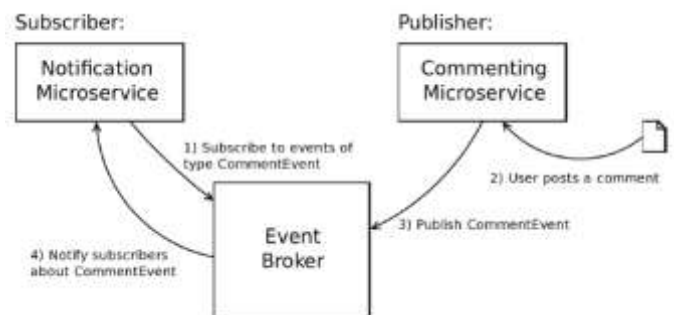 Subscriber:
Publisher:
Notification
Microservice
Commenting
Microservice
1) Subscribe to events of
type CommentEvent
2) User posts a comment
3) Publish CommentEvent
Event
Broker
4) Notify subscribers
about CommentEvent